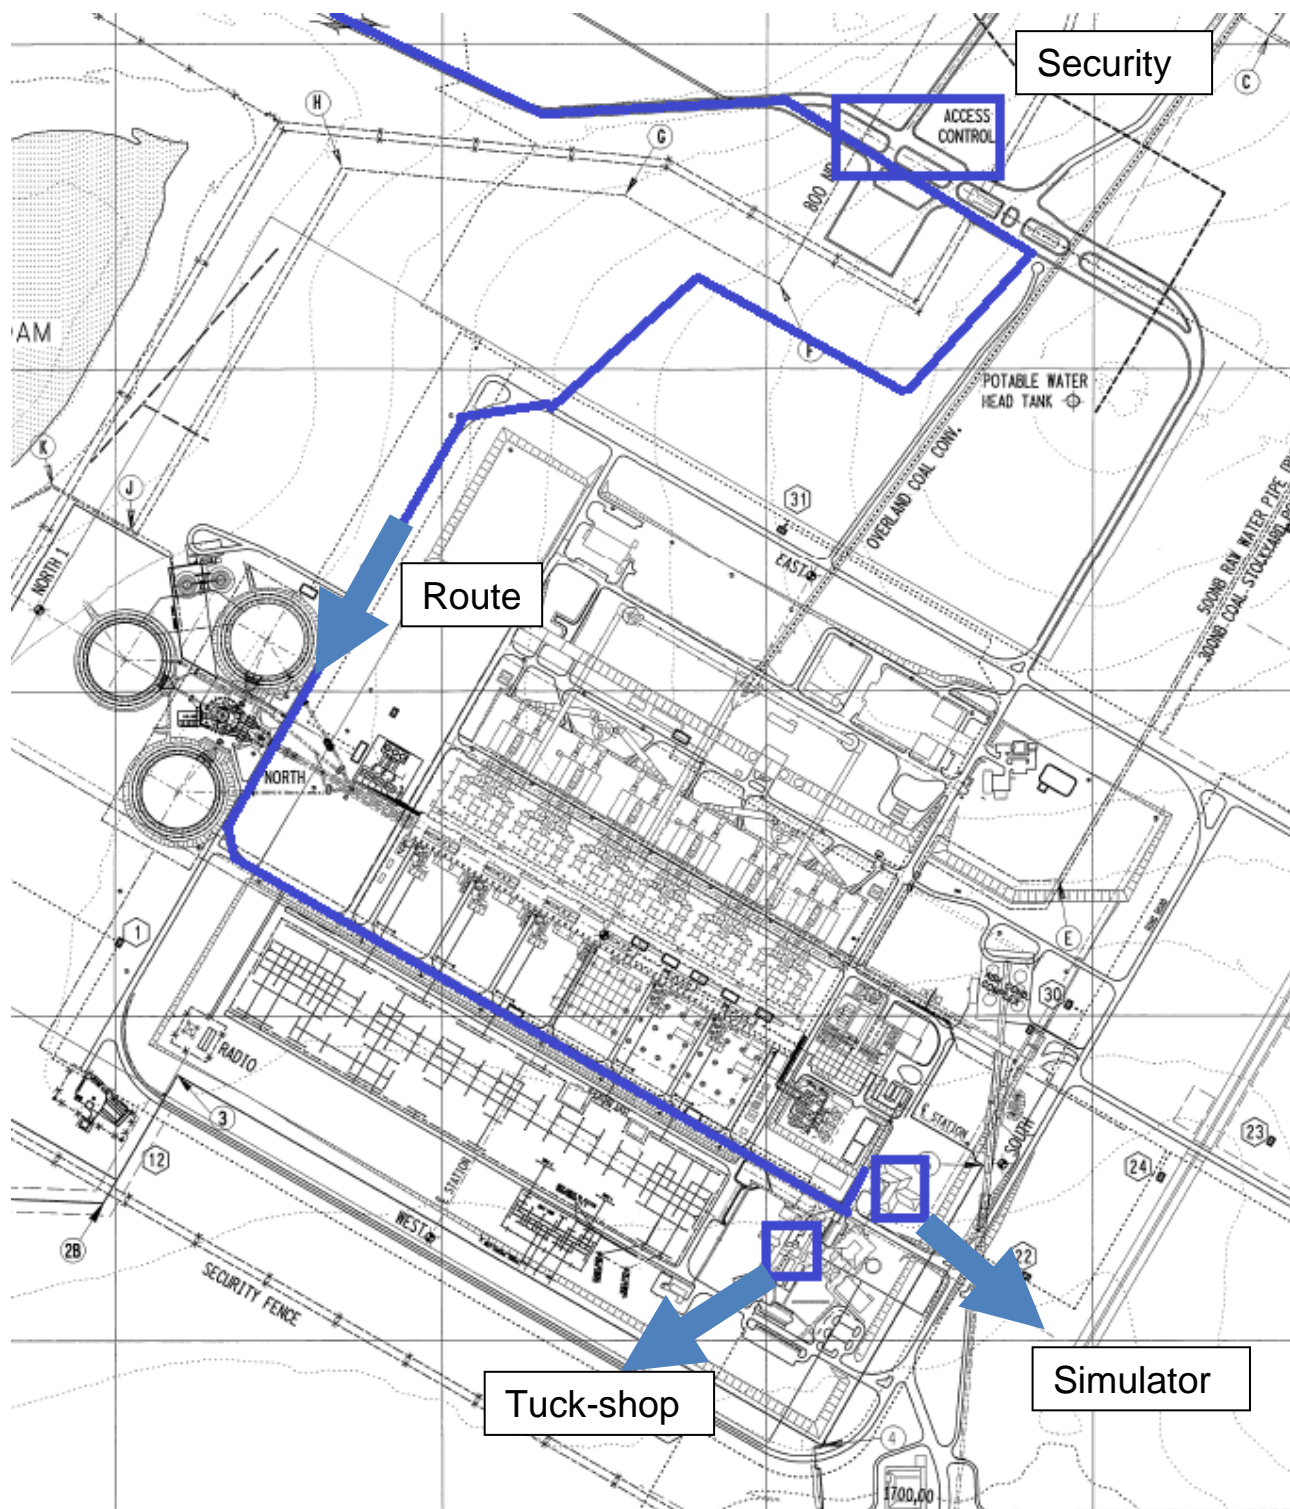 Security
C
H
ACCESS
CONTROL
G
800 NB
AM
F
POTABLE WATER
HEAD TANK
K
J
31
OVERLAND COAL CONV.
EAST
500NB RAW WATER PIPE
300NB COAL STOCKYARD
NORTH 1
Route
NORTH
1
E
30
RADIO
3
12
STATION
SOUTH
23
24
STATION
WEST
2B
22
SECURITY FENCE
Simulator
Tuck-shop
4
1700,00